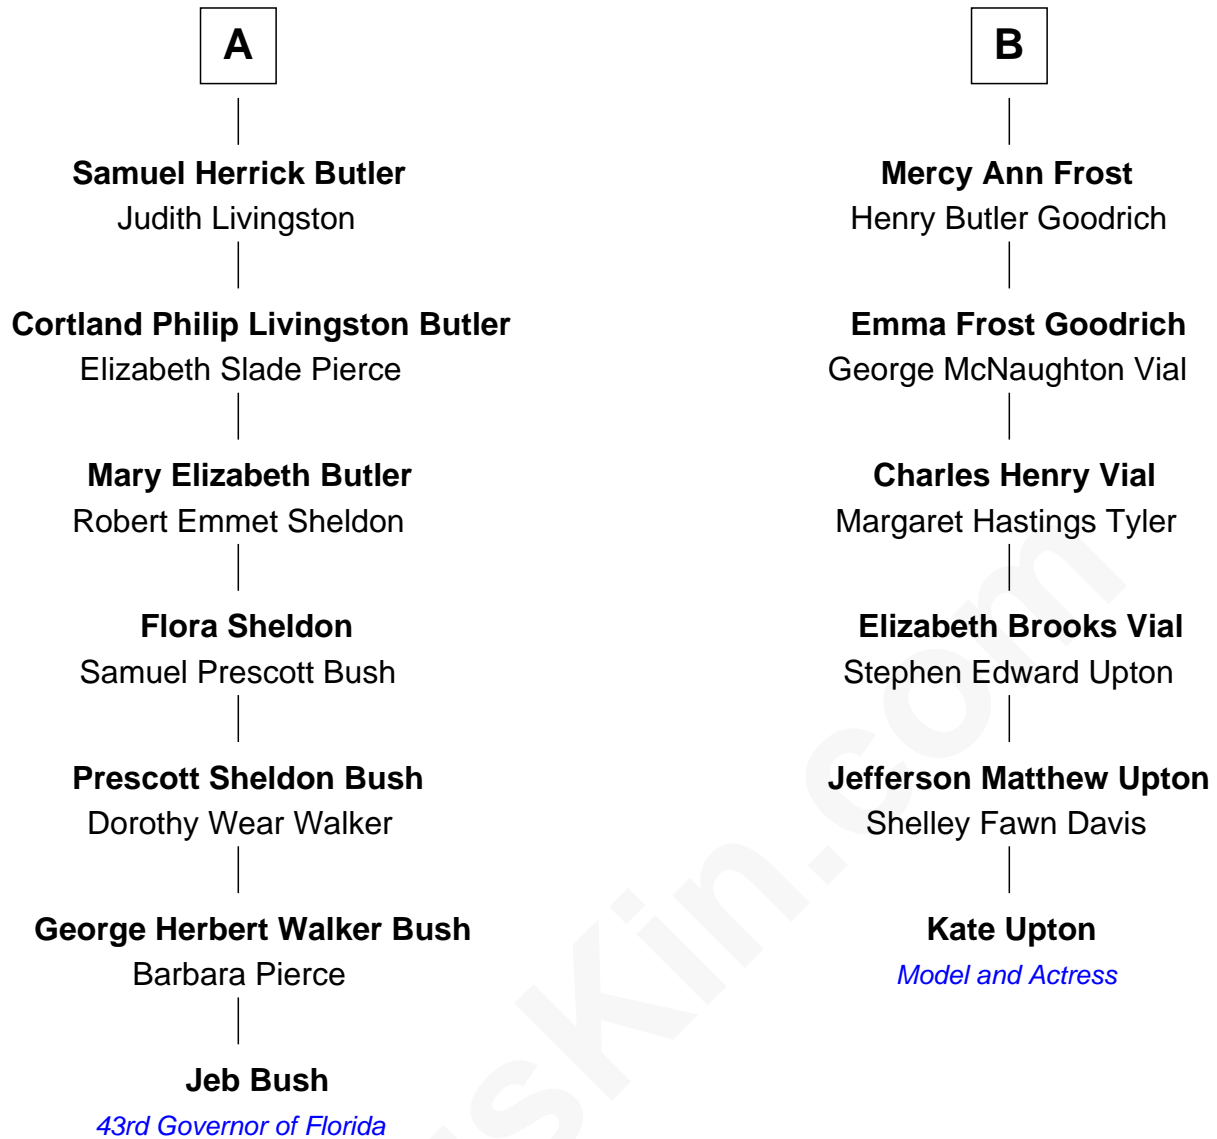 A
Samuel Herrick Butler
Judith Livingston
Cortland Philip Livingston Butler
Elizabeth Slade Pierce
Mary Elizabeth Butler
Robert Emmet Sheldon
Flora Sheldon
Samuel Prescott Bush
Prescott Sheldon Bush
Dorothy Wear Walker
George Herbert Walker Bush
Barbara Pierce
Jeb Bush
43rd Governor of Florida
B
Mercy Ann Frost
Henry Butler Goodrich
Emma Frost Goodrich
George McNaughton Vial
Charles Henry Vial
Margaret Hastings Tyler
Elizabeth Brooks Vial
Stephen Edward Upton
Jefferson Matthew Upton
Shelley Fawn Davis
Kate Upton
Model and Actress